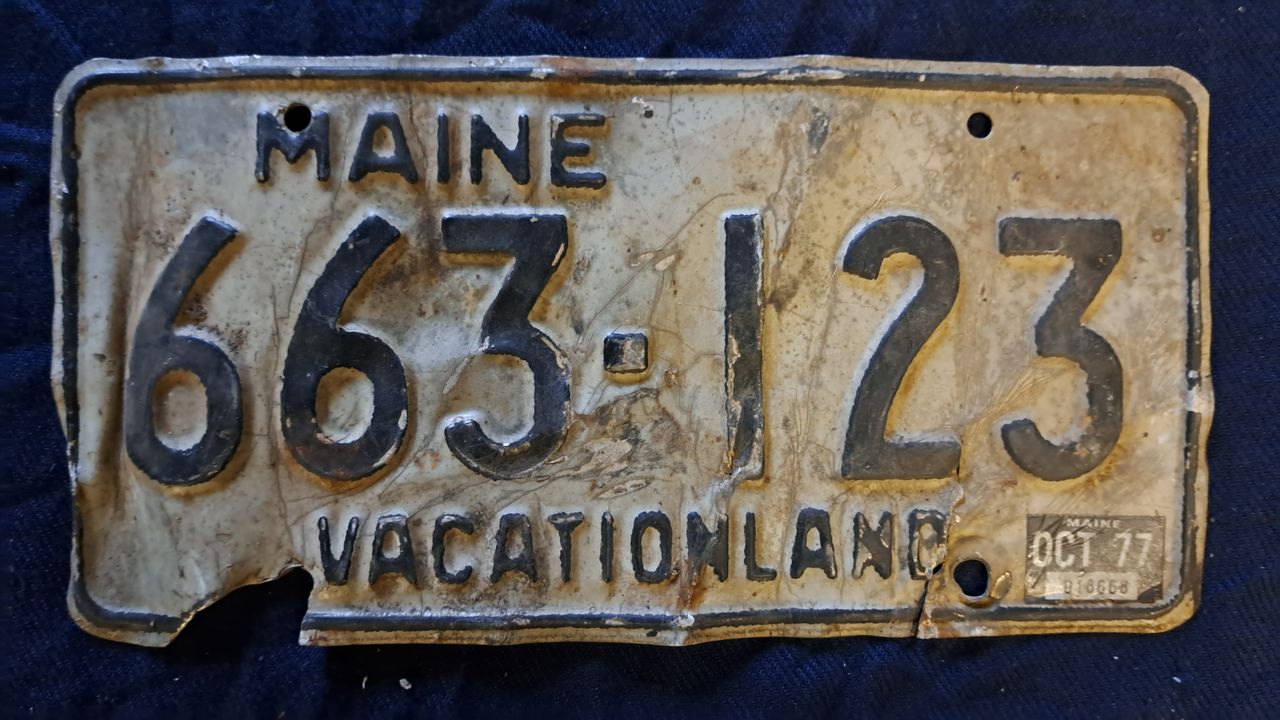 MAINE
663-123
VACATIONLAND
MAINE
OCT 77